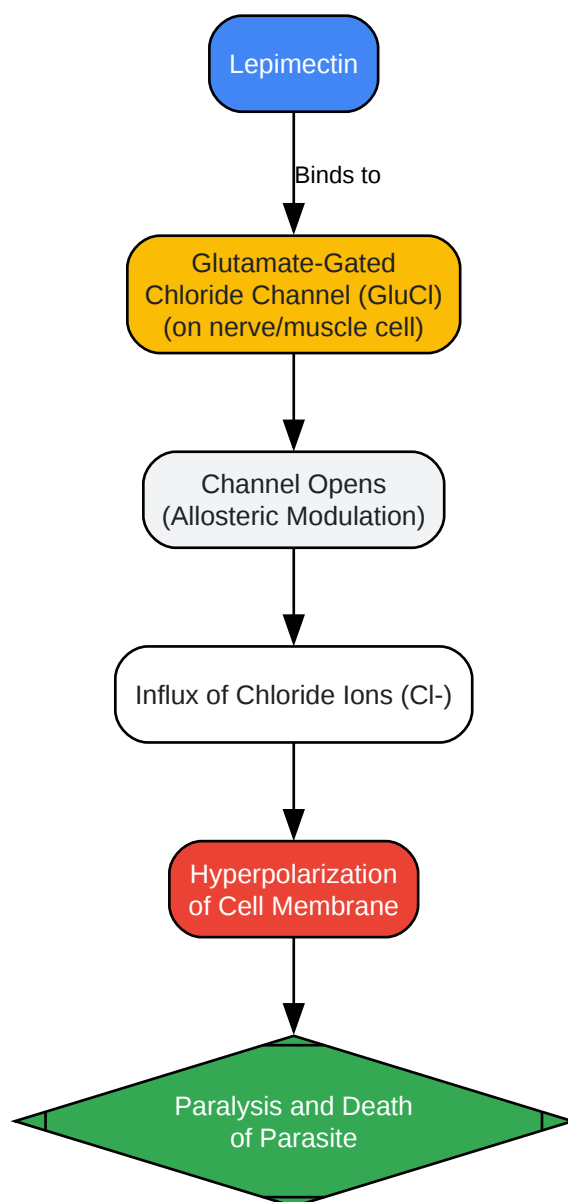 Lepimectin
Binds to
Glutamate-Gated
Chloride Channel (GluCl)
(on nerve/muscle cell)
Channel Opens
(Allosteric Modulation)
Influx of Chloride Ions (Cl-)
Hyperpolarization
of Cell Membrane
Paralysis and Death
of Parasite